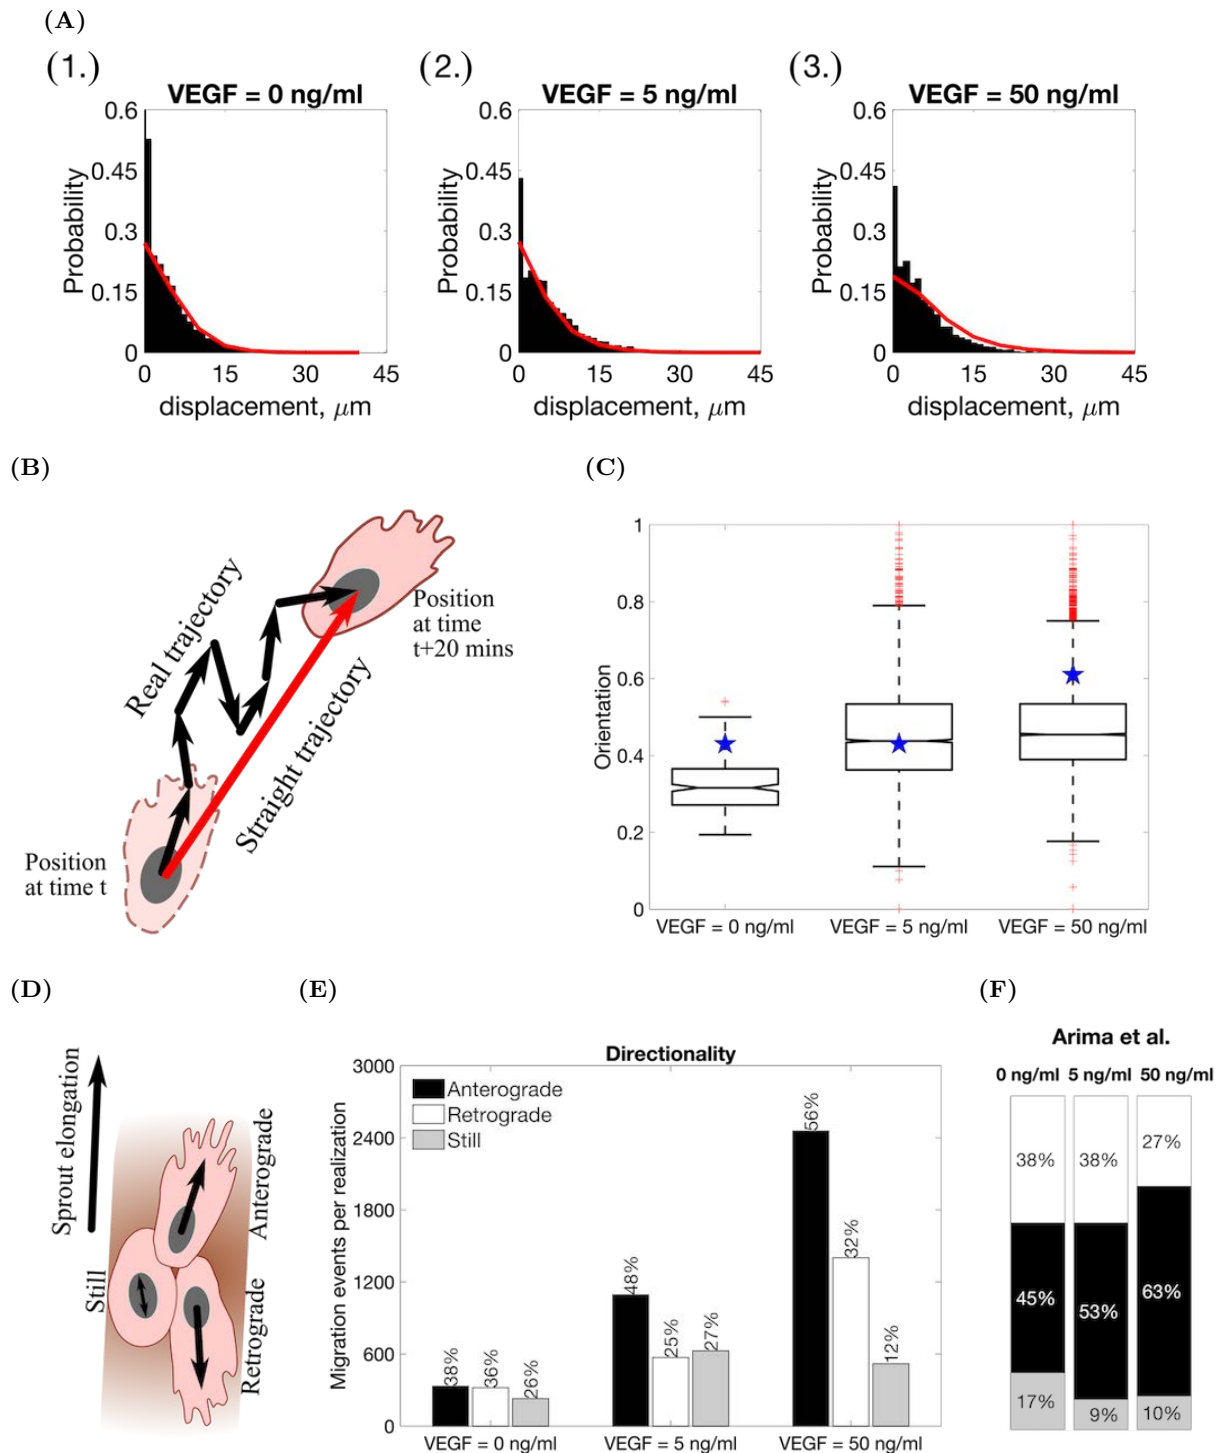 (A)
(1.)
(2.)
(3.)
VEGF = 0 ng/ml
VEGF = 5 ng/ml
VEGF = 50 ng/ml
Probability
0.6
0.45
0.3
0.15
0
0 15 30 45
displacement, μm
Probability
0.6
0.45
0.3
0.15
0
0 15 30 45
displacement, μm
Probability
0.6
0.45
0.3
0.15
0
0 15 30 45
displacement, μm
(B)
Real trajectory
Straight trajectory
Position
at time
t+20 mins
Position
at time t
(C)
Orientation
1
0.8
0.6
0.4
0.2
0
VEGF = 0 ng/ml
VEGF = 5 ng/ml
VEGF = 50 ng/ml
(D)
Sprout elongation
Anterograde
Still
Retrograde
(E)
Directionality
Migration events per realization
3000
2400
1800
1200
600
0
Anterograde
Retrograde
Still
38%
36%
26%
48%
25%
27%
56%
32%
12%
VEGF = 0 ng/ml
VEGF = 5 ng/ml
VEGF = 50 ng/ml
(F)
Arima et al.
0 ng/ml 5 ng/ml 50 ng/ml
38%
38%
27%
45%
53%
63%
17%
9%
10%